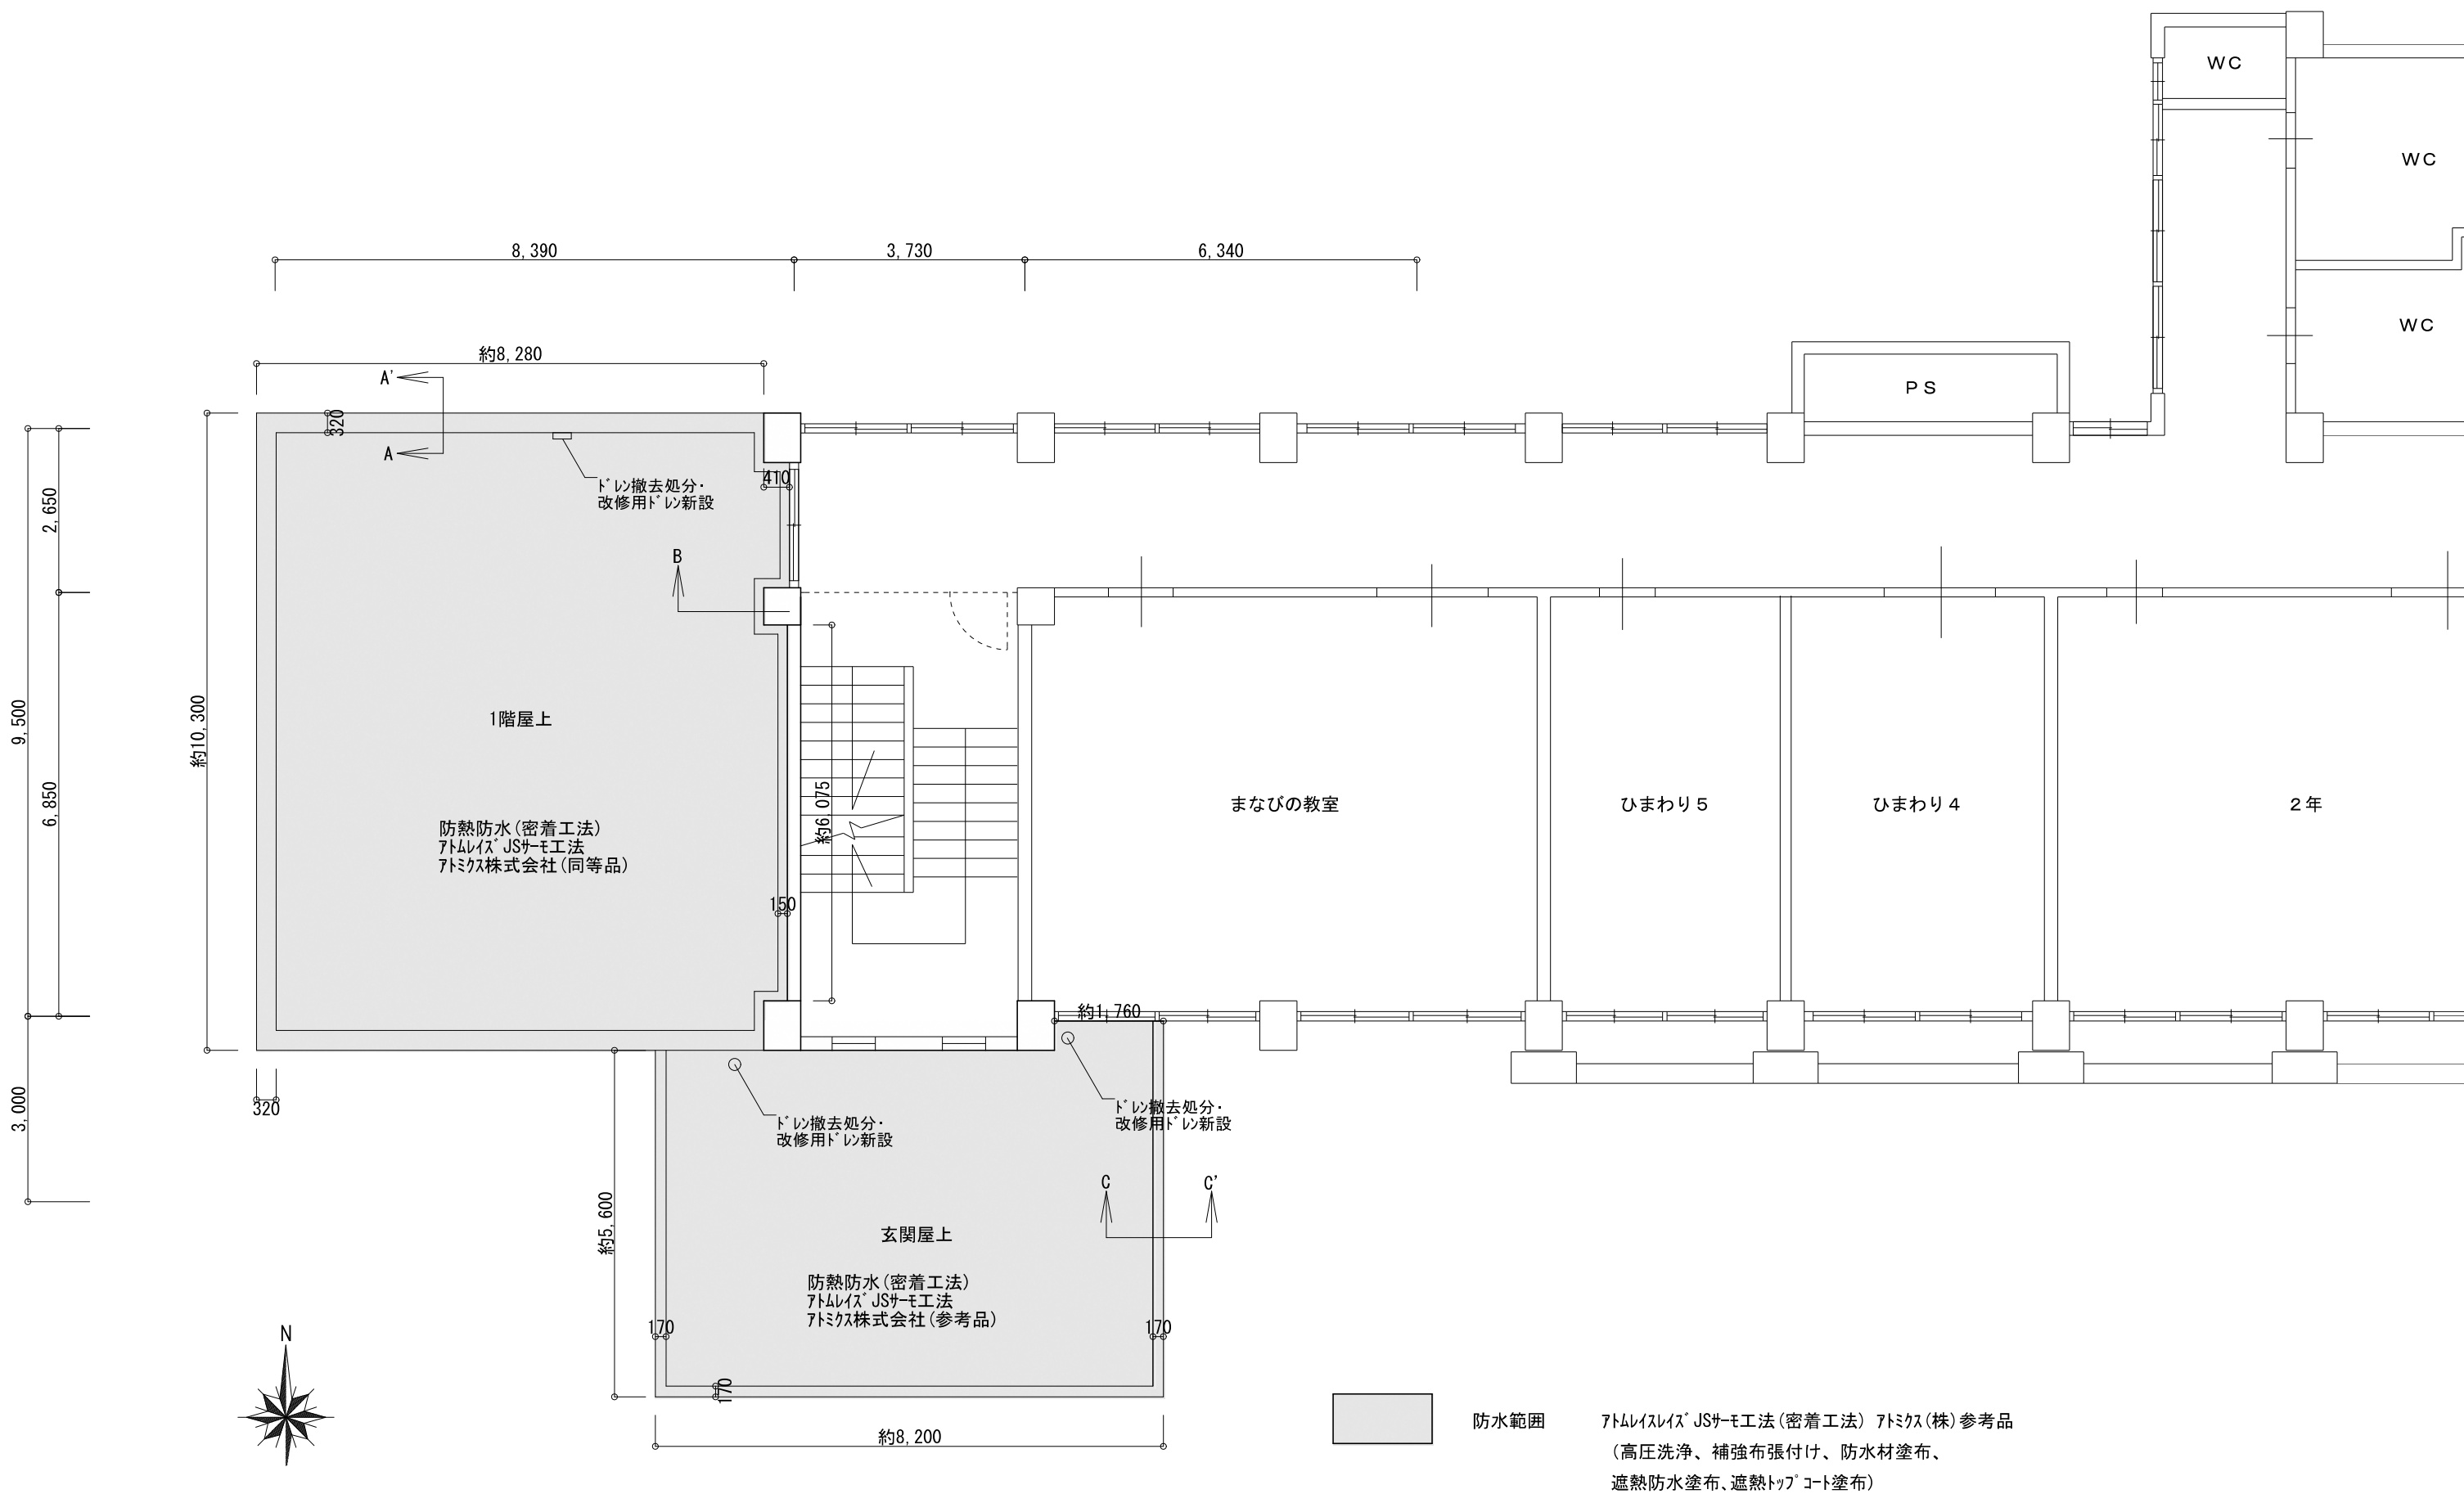 WC
WC
8,390
3,730
6,340
WC
約8,280
A'
PS
320
A
410
ﾄﾞﾚﾝ撤去処分・
改修用ﾄﾞﾚﾝ新設
2,650
B
9,500
約10,300
1階屋上
6,850
約6,075
まなびの教室
ひまわり５
ひまわり４
２年
防熱防水(密着工法)
ｱﾄﾑﾚｲｽﾞJSｻｰﾓ工法
ｱﾄﾐｸｽ株式会社(同等品)
150
約1,760
320
3,000
ﾄﾞﾚﾝ撤去処分・
改修用ﾄﾞﾚﾝ新設
ﾄﾞﾚﾝ撤去処分・
改修用ﾄﾞﾚﾝ新設
C
C'
約5,600
玄関屋上
防熱防水(密着工法)
ｱﾄﾑﾚｲｽﾞJSｻｰﾓ工法
ｱﾄﾐｸｽ株式会社(参考品)
170
170
N
170
約8,200
防水範囲
ｱﾄﾑﾚｲｽﾚｲｽﾞJSｻｰﾓ工法(密着工法) ｱﾄﾐｸｽ(株)参考品
(高圧洗浄、補強布張付け、防水材塗布、
遮熱防水塗布､遮熱ﾄｯﾌﾟｺｰﾄ塗布)